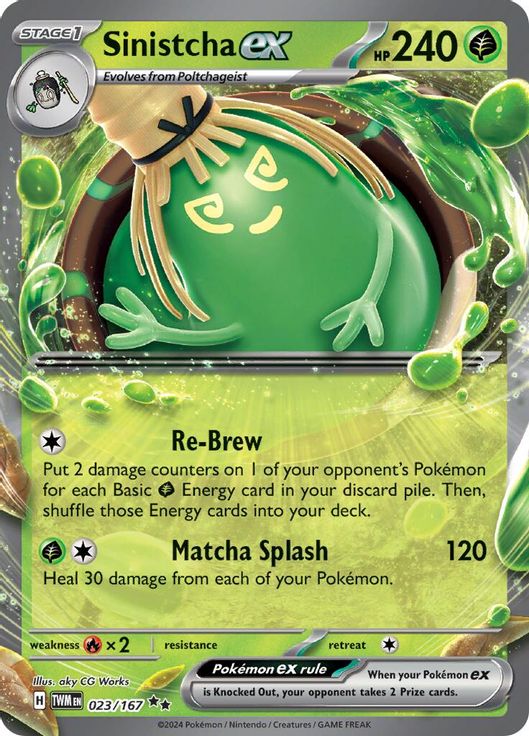 STAGE1
Sinistcha ex HP 240
Evolves from Poltchageist
Re-Brew
Put 2 damage counters on 1 of your opponent's Pokémon
for each Basic Energy card in your discard pile. Then,
shuffle those Energy cards into your deck.
Matcha Splash 120
Heal 30 damage from each of your Pokémon.
weakness ×2 resistance retreat
Illus. aky CG Works
Pokémon ex rule When your Pokémon ex
is Knocked Out, your opponent takes 2 Prize cards.
H TWM EN 023/167
©2024 Pokémon / Nintendo / Creatures / GAME FREAK